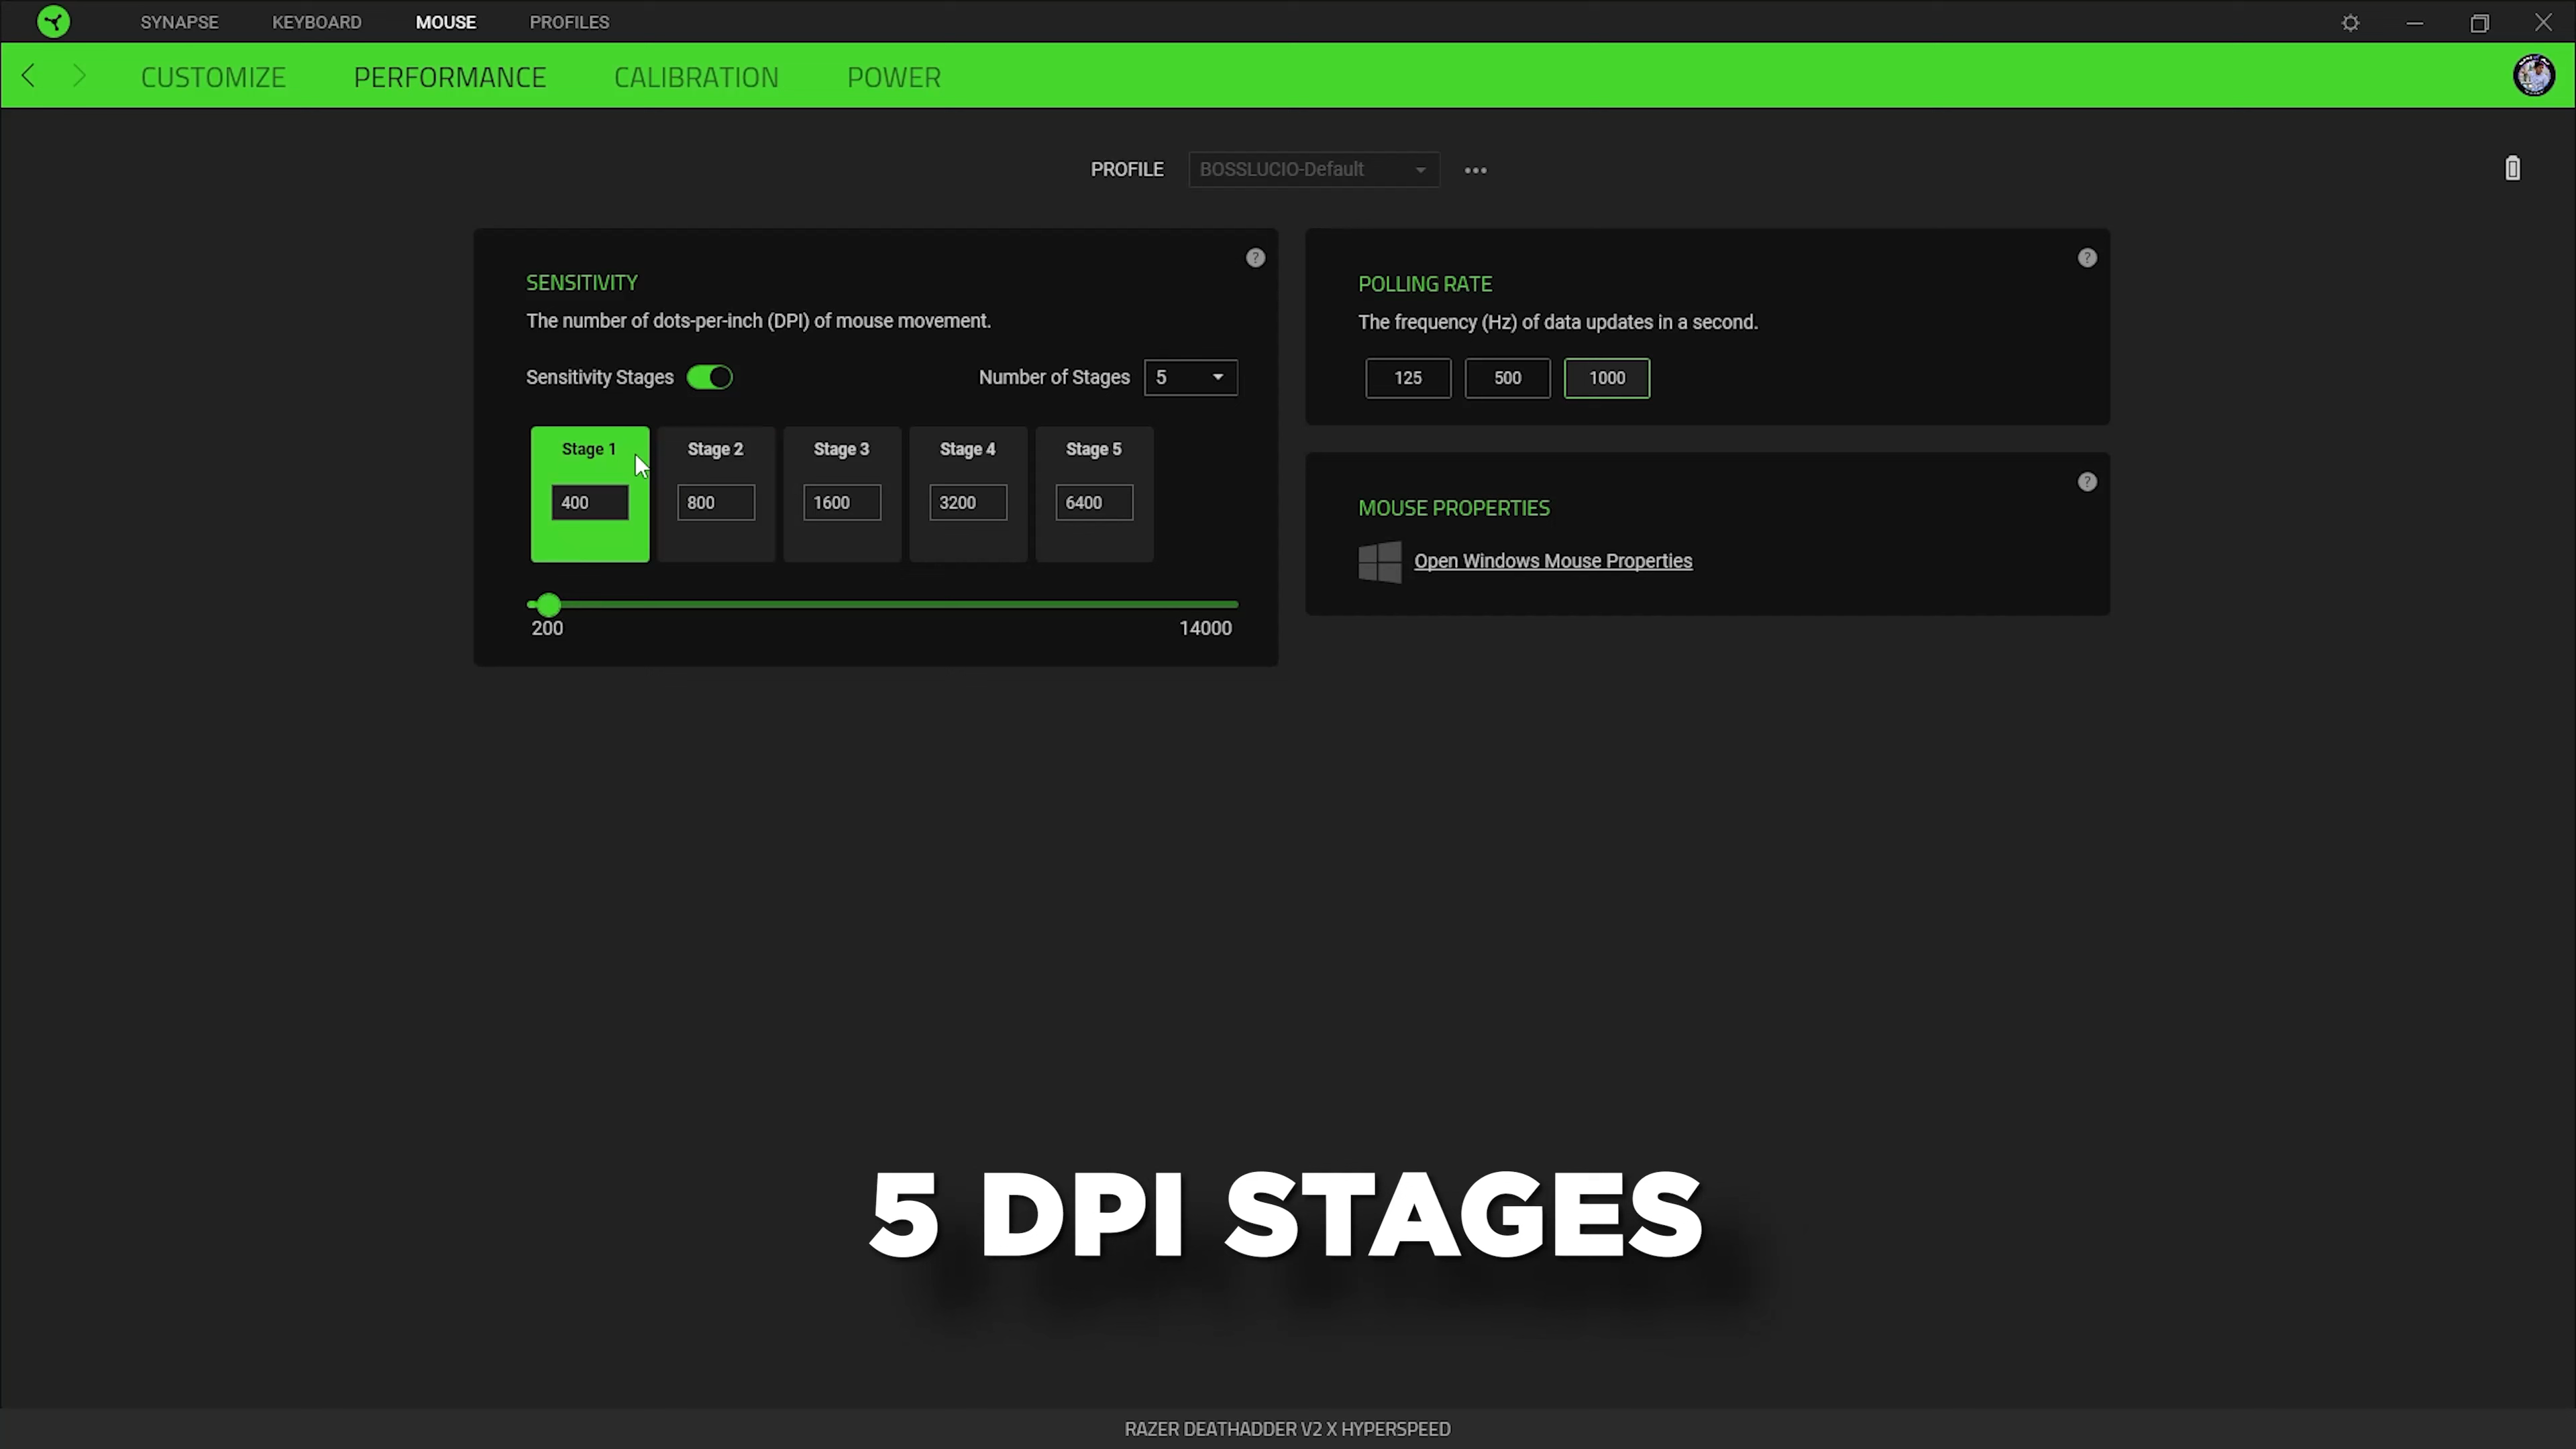 SYNAPSE KEYBOARD MOUSE PROFILES
CUSTOMIZE PERFORMANCE CALIBRATION POWER
PROFILE BOSSLUCIO-Default
SENSITIVITY
The number of dots-per-inch (DPI) of mouse movement.
Sensitivity Stages Number of Stages 5
Stage 1 Stage 2 Stage 3 Stage 4 Stage 5
400 800 1600 3200 6400
200 14000
POLLING RATE
The frequency (Hz) of data updates in a second.
125 500 1000
MOUSE PROPERTIES
Open Windows Mouse Properties
5 DPI STAGES
RAZER DEATHADDER V2 X HYPERSPEED